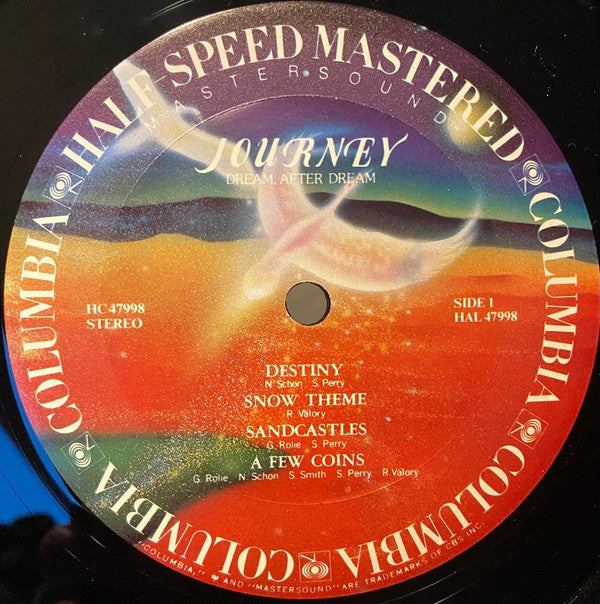 HALF SPEED MASTERED
MASTERSOUND™
COLUMBIA
COLUMBIA
COLUMBIA
COLUMBIA
COLUMBIA
JOURNEY
DREAM, AFTER DREAM
HC 47998
STEREO
SIDE 1
HAL 47998
DESTINY
N. Schon S. Perry
SNOW THEME
R. Valory
SANDCASTLES
G. Rolie S. Perry
A FEW COINS
G. Rolie N. Schon S. Smith S. Perry R. Valory
"COLUMBIA," AND "MASTERSOUND" ARE TRADEMARKS OF CBS INC.